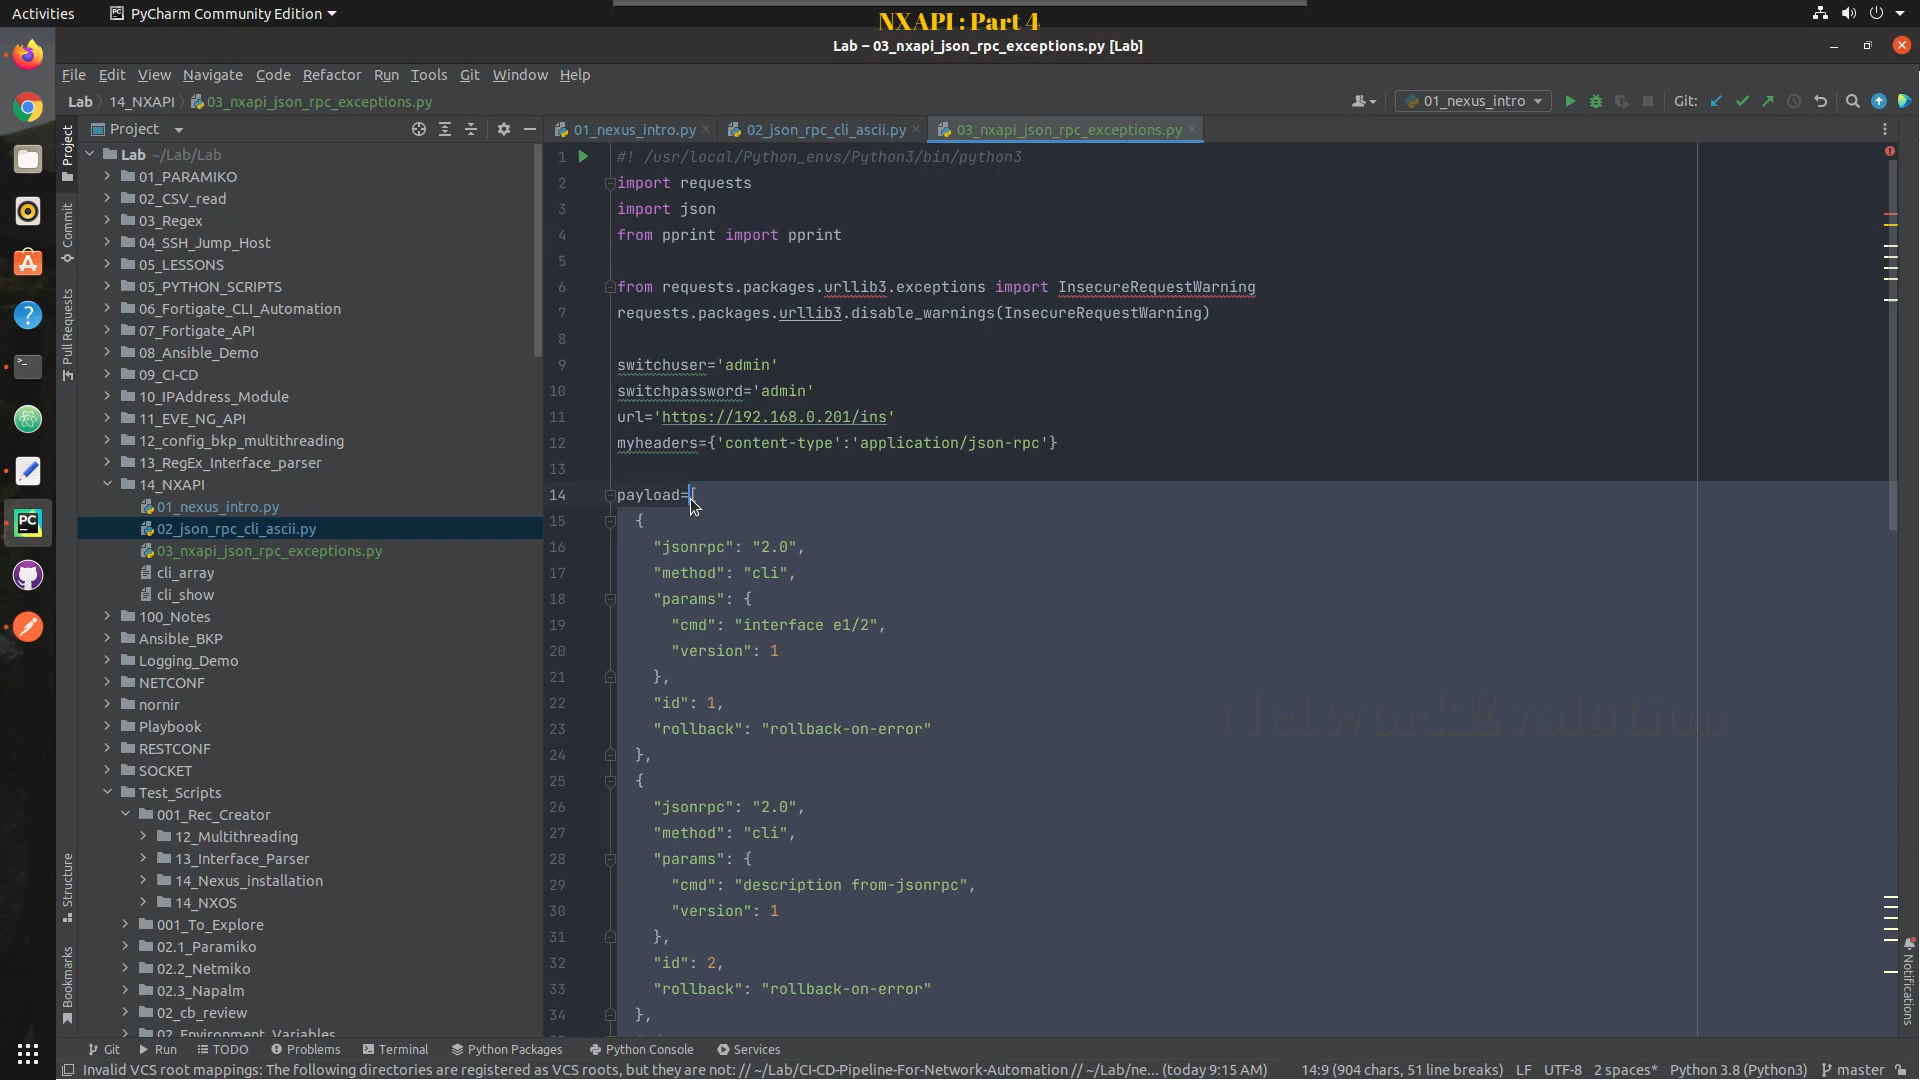 Activities
PyCharm Community Edition
NXAPI : Part 4
Lab – 03_nxapi_json_rpc_exceptions.py [Lab]
File Edit View Navigate Code Refactor Run Tools Git Window Help
Lab 14_NXAPI 03_nxapi_json_rpc_exceptions.py
01_nexus_intro
Git:
Project
01_nexus_intro.py
02_json_rpc_cli_ascii.py
03_nxapi_json_rpc_exceptions.py
Project
Commit
Pull Requests
Structure
Bookmarks
Lab ~/Lab/Lab
01_PARAMIKO
02_CSV_read
03_Regex
04_SSH_Jump_Host
05_LESSONS
05_PYTHON_SCRIPTS
06_Fortigate_CLI_Automation
07_Fortigate_API
08_Ansible_Demo
09_CI-CD
10_IPAddress_Module
11_EVE_NG_API
12_config_bkp_multithreading
13_RegEx_Interface_parser
14_NXAPI
01_nexus_intro.py
02_json_rpc_cli_ascii.py
03_nxapi_json_rpc_exceptions.py
cli_array
cli_show
100_Notes
Ansible_BKP
Logging_Demo
NETCONF
nornir
Playbook
RESTCONF
SOCKET
Test_Scripts
001_Rec_Creator
12_Multithreading
13_Interface_Parser
14_Nexus_installation
14_NXOS
001_To_Explore
02.1_Paramiko
02.2_Netmiko
02.3_Napalm
02_cb_review
02_Environment_Variables
1 #! /usr/local/Python_envs/Python3/bin/python3
2 import requests
3 import json
4 from pprint import pprint
5
6 from requests.packages.urllib3.exceptions import InsecureRequestWarning
7 requests.packages.urllib3.disable_warnings(InsecureRequestWarning)
8
9 switchuser='admin'
10 switchpassword='admin'
11 url='https://192.168.0.201/ins'
12 myheaders={'content-type':'application/json-rpc'}
13
14 payload=[
15 {
16 "jsonrpc": "2.0",
17 "method": "cli",
18 "params": {
19 "cmd": "interface e1/2",
20 "version": 1
21 },
22 "id": 1,
23 "rollback": "rollback-on-error"
24 },
25 {
26 "jsonrpc": "2.0",
27 "method": "cli",
28 "params": {
29 "cmd": "description from-jsonrpc",
30 "version": 1
31 },
32 "id": 2,
33 "rollback": "rollback-on-error"
34 },
NetworkEvolution
Notifications
Git Run TODO Problems Terminal Python Packages Python Console Services
Invalid VCS root mappings: The following directories are registered as VCS roots, but they are not: // ~/Lab/CI-CD-Pipeline-For-Network-Automation // ~/Lab/ne... (today 9:15 AM) 14:9 (904 chars, 51 line breaks) LF UTF-8 2 spaces* Python 3.8 (Python3) master